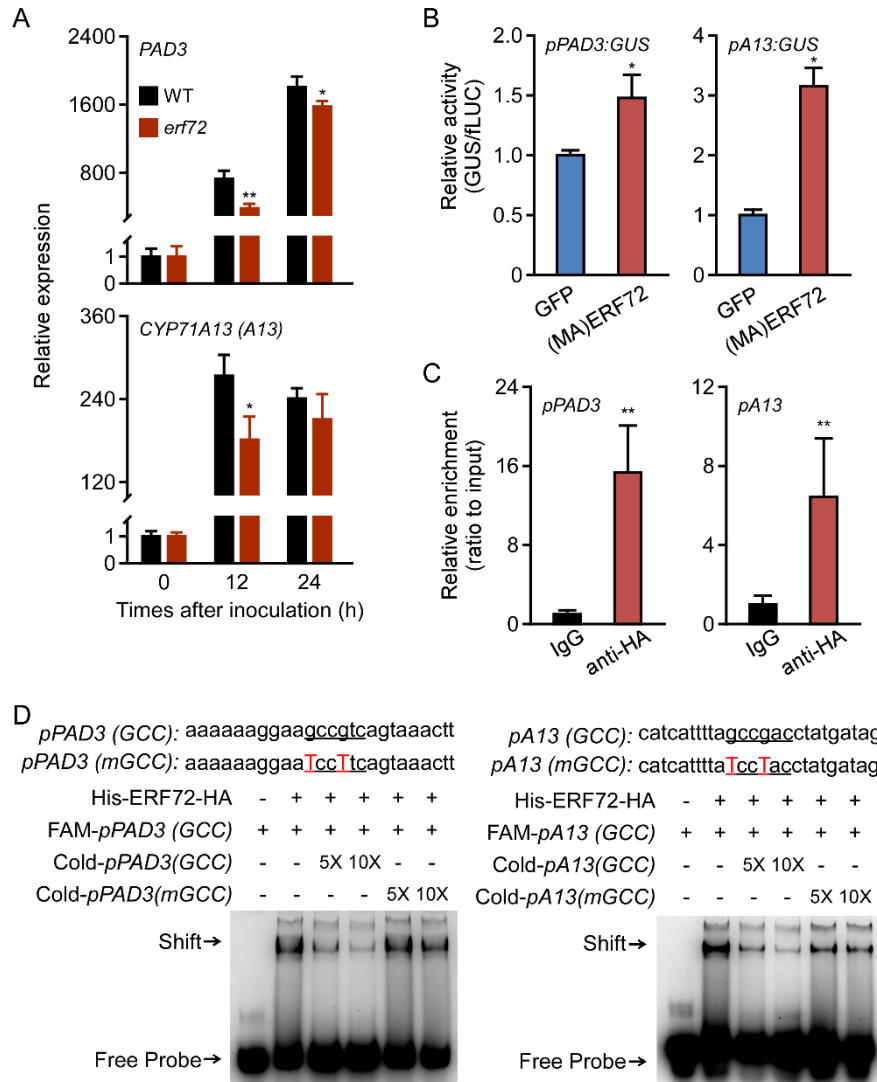 A
PAD3
WT
erf72
2400
1600
800
1
0
CYP71A13 (A13)
360
240
120
1
0
Relative expression
0 12 24
** * *
Times after inoculation (h)
B
pPAD3:GUS
pA13:GUS
Relative activity
(GUS/fLUC)
2.0
1.5
1.0
0.5
0
*
GFP
(MA)ERF72
4
3
2
1
0
*
GFP
(MA)ERF72
C
pPAD3
pA13
Relative enrichment
(ratio to input)
24
16
8
0
**
IgG
anti-HA
12
8
4
0
**
IgG
anti-HA
D
pPAD3 (GCC): aaaaaaggaagccgtcagtaaactt
pPAD3 (mGCC): aaaaaaggaaTccTtcagtaaactt
His-ERF72-HA - + + + + +
FAM-pPAD3 (GCC) + + + + + +
Cold-pPAD3(GCC) - - 5X 10X - -
Cold-pPAD3(mGCC) - - - - 5X 10X
Shift→
Free Probe→
pA13 (GCC): catcattttagccgacctatgatag
pA13 (mGCC): catcattttaTccTacctatgatag
His-ERF72-HA - + + + + +
FAM-pA13 (GCC) + + + + + +
Cold-pA13(GCC) - - 5X 10X - -
Cold-pA13(mGCC) - - - - 5X 10X
Shift→
Free Probe→